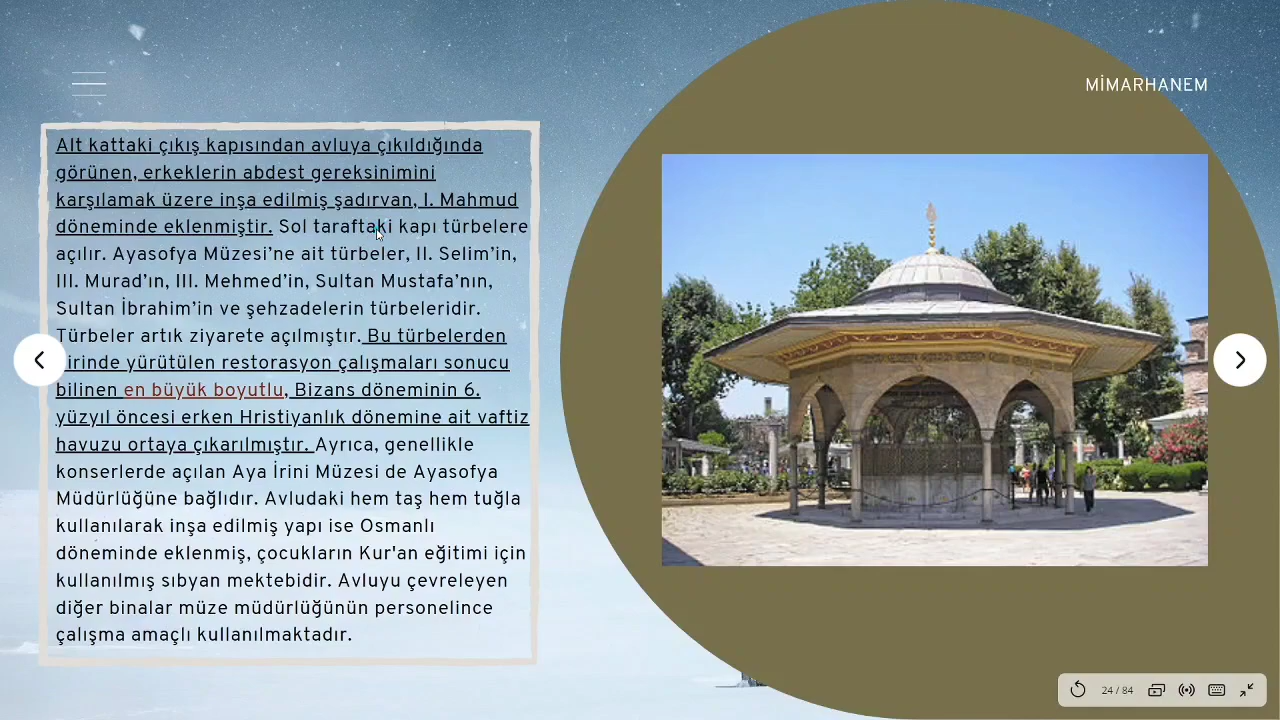 MİMARHANEM
Alt kattaki çıkış kapısından avluya çıkıldığında
görünen, erkeklerin abdest gereksinimini
karşılamak üzere inşa edilmiş şadırvan, I. Mahmud
döneminde eklenmiştir. Sol taraftaki kapı türbelere
açılır. Ayasofya Müzesi’ne ait türbeler, II. Selim’in,
III. Murad’ın, III. Mehmed’in, Sultan Mustafa’nın,
Sultan İbrahim’in ve şehzadelerin türbeleridir.
Türbeler artık ziyarete açılmıştır. Bu türbelerden
birinde yürütülen restorasyon çalışmaları sonucu
bilinen en büyük boyutlu, Bizans döneminin 6.
yüzyıl öncesi erken Hristiyanlık dönemine ait vaftiz
havuzu ortaya çıkarılmıştır. Ayrıca, genellikle
konserlerde açılan Aya İrini Müzesi de Ayasofya
Müdürlüğüne bağlıdır. Avludaki hem taş hem tuğla
kullanılarak inşa edilmiş yapı ise Osmanlı
döneminde eklenmiş, çocukların Kur'an eğitimi için
kullanılmış sıbyan mektebidir. Avluyu çevreleyen
diğer binalar müze müdürlüğünün personelince
çalışma amaçlı kullanılmaktadır.
24 / 84